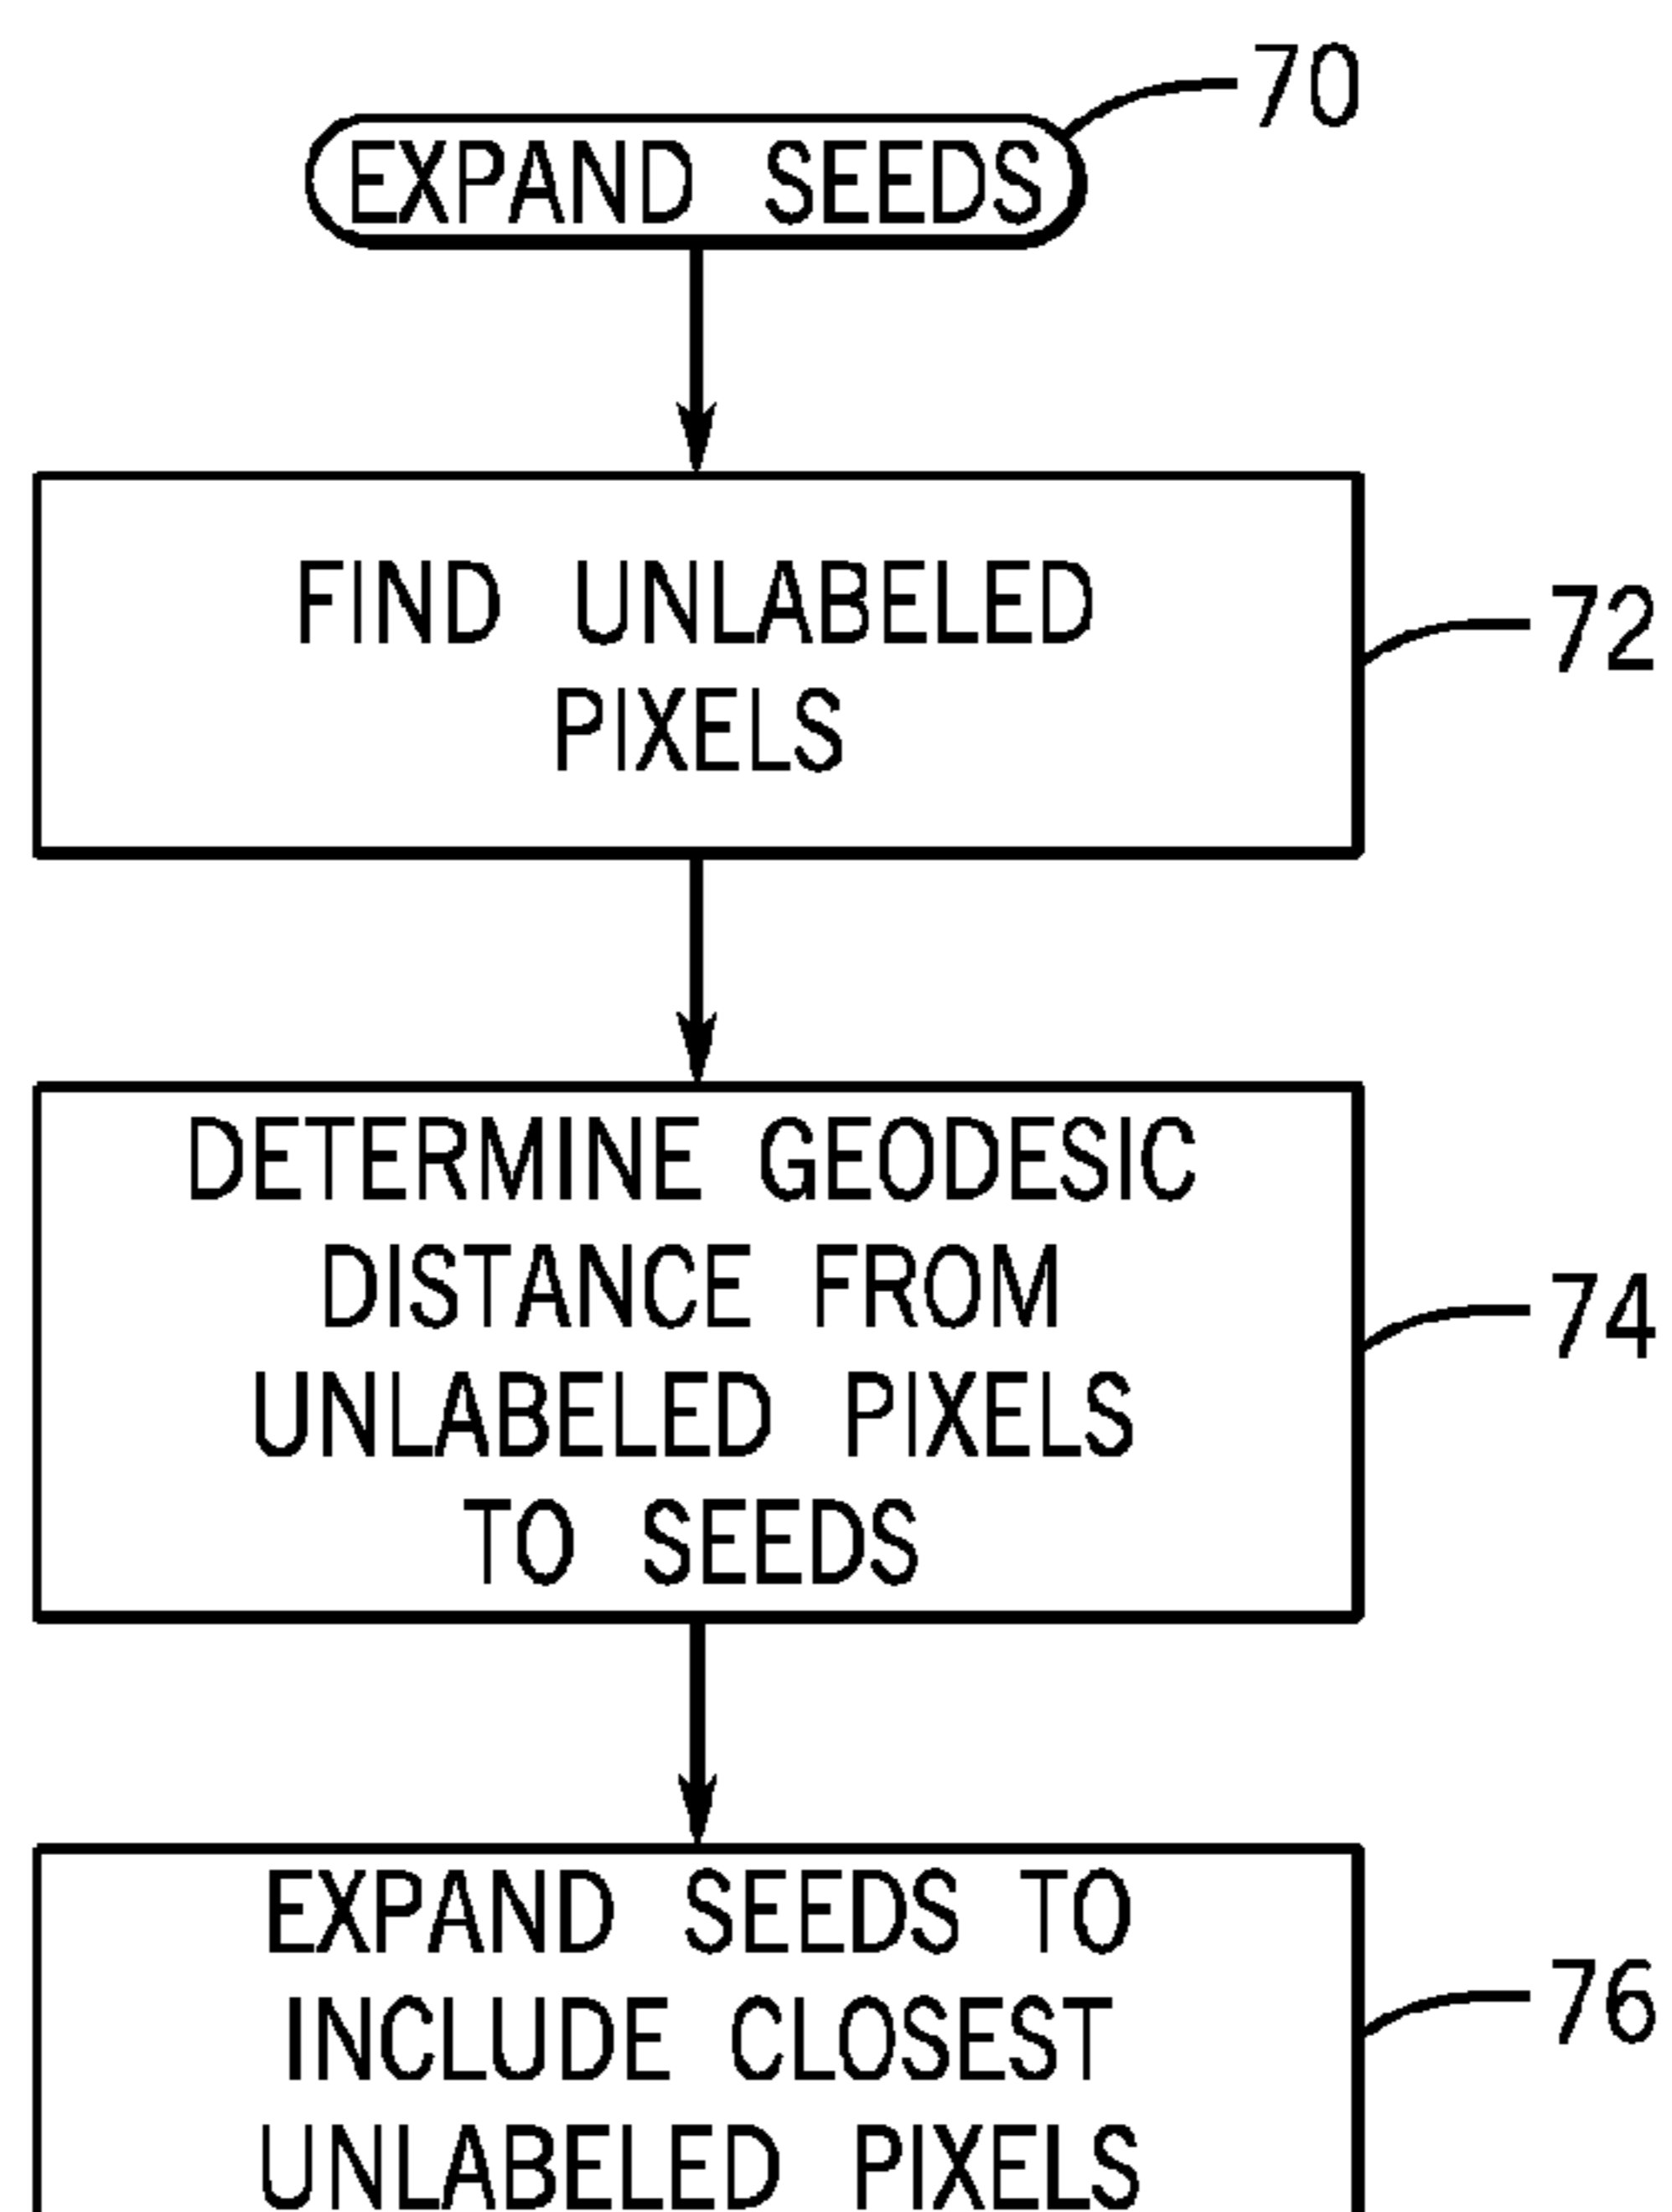 70
EXPAND SEEDS
FIND UNLABELED
PIXELS
72
DETERMINE GEODESIC
DISTANCE FROM
UNLABELED PIXELS
TO SEEDS
74
EXPAND SEEDS TO
INCLUDE CLOSEST
UNLABELED PIXELS
76